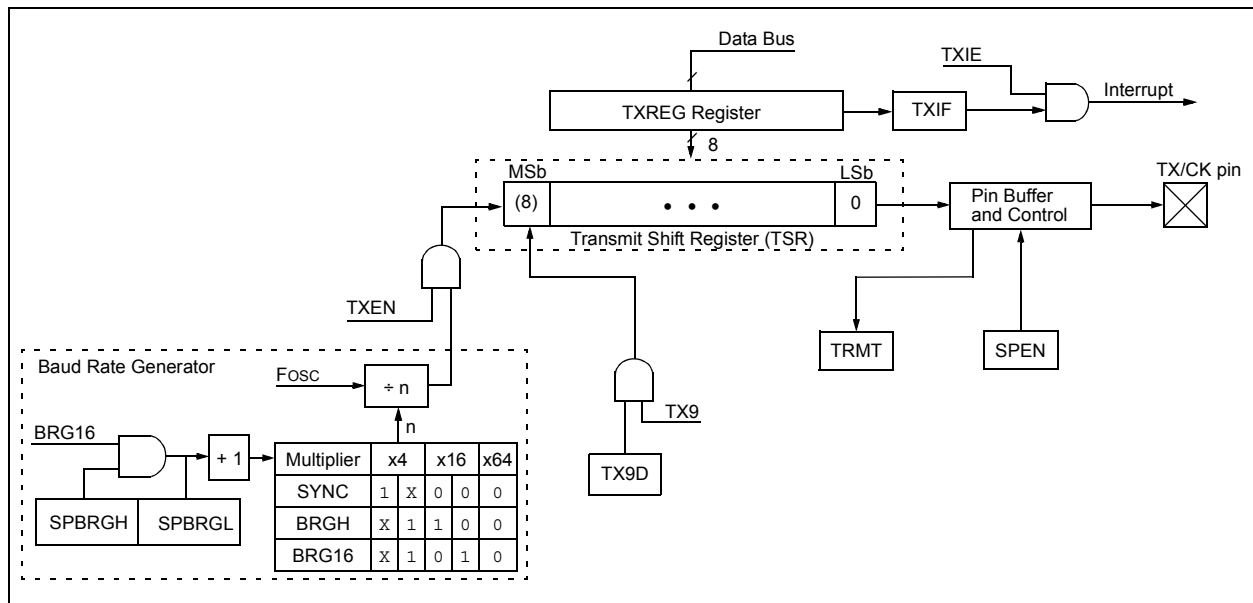 Data Bus
TXIE
Interrupt
TXREG Register
TXIF
8
MSb
LSb
TX/CK pin
(8)
• • •
0
Pin Buffer
and Control
Transmit Shift Register (TSR)
TXEN
TRMT
SPEN
Baud Rate Generator
FOSC
÷ n
TX9
n
BRG16
+ 1
Multiplier x4 x16 x64
TX9D
SYNC 1 X 0 0 0
SPBRGH SPBRGL
BRGH X 1 1 0 0
BRG16 X 1 0 1 0